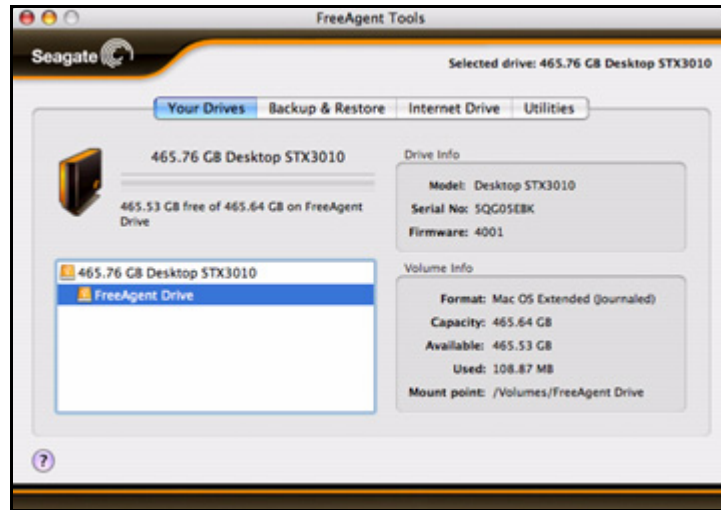 FreeAgent Tools
Seagate
Selected drive: 465.76 GB Desktop STX3010
Your Drives Backup & Restore Internet Drive Utilities
465.76 GB Desktop STX3010
465.53 GB free of 465.64 GB on FreeAgent
Drive
465.76 GB Desktop STX3010
FreeAgent Drive
Drive Info
Model: Desktop STX3010
Serial No: 5QG05EBK
Firmware: 4001
Volume Info
Format: Mac OS Extended (Journaled)
Capacity: 465.64 GB
Available: 465.53 GB
Used: 108.87 MB
Mount point: /Volumes/FreeAgent Drive
?